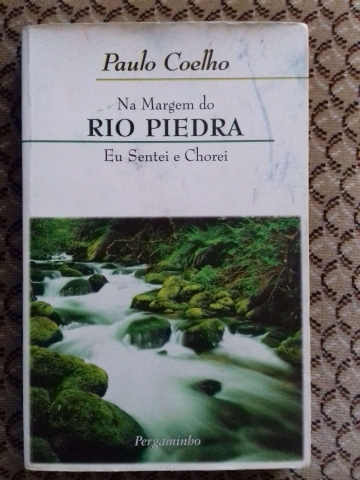 Paulo Coelho
Na Margem do
RIO PIEDRA
Eu Sentei e Chorei
Pergaminho